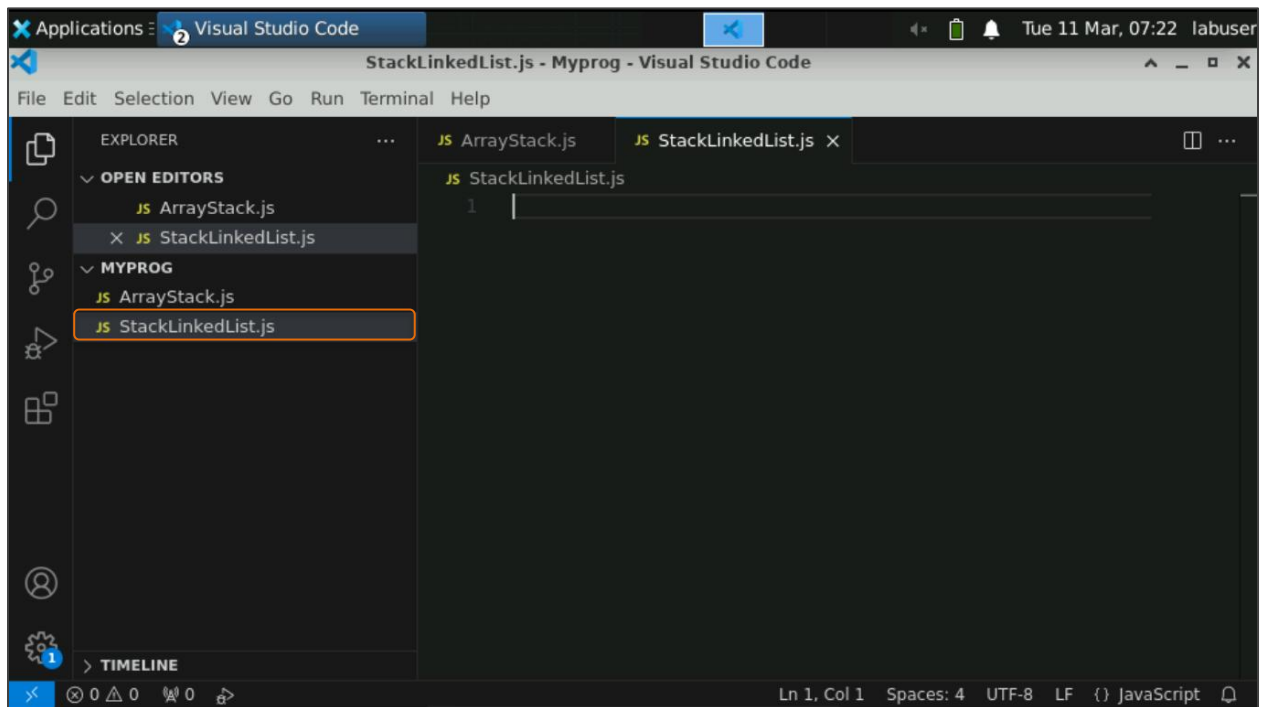 Applications Visual Studio Code Tue 11 Mar, 07:22 labuser
2
StackLinkedList.js - Myprog - Visual Studio Code
File Edit Selection View Go Run Terminal Help
EXPLORER
JS ArrayStack.js JS StackLinkedList.js
OPEN EDITORS
JS StackLinkedList.js
JS ArrayStack.js
1
JS StackLinkedList.js
MYPROG
JS ArrayStack.js
JS StackLinkedList.js
1
TIMELINE
0 0 0 Ln 1, Col 1 Spaces: 4 UTF-8 LF {} JavaScript